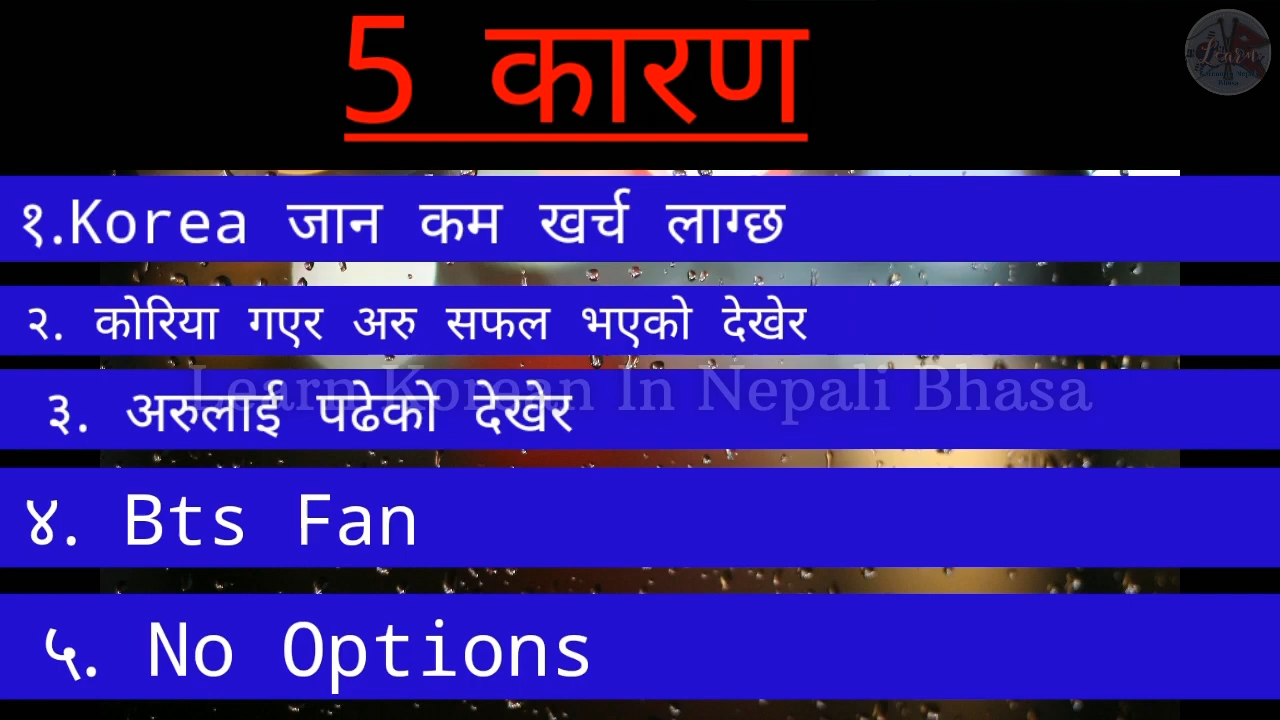 5 कारण
Learn
१.Korea जान कम खर्च लाग्छ
२. कोरिया गएर अरु सफल भएको देखेर
Learn Korean In Nepali Bhasa
३. अरुलाई पढेको देखेर
४. Bts Fan
५. No Options